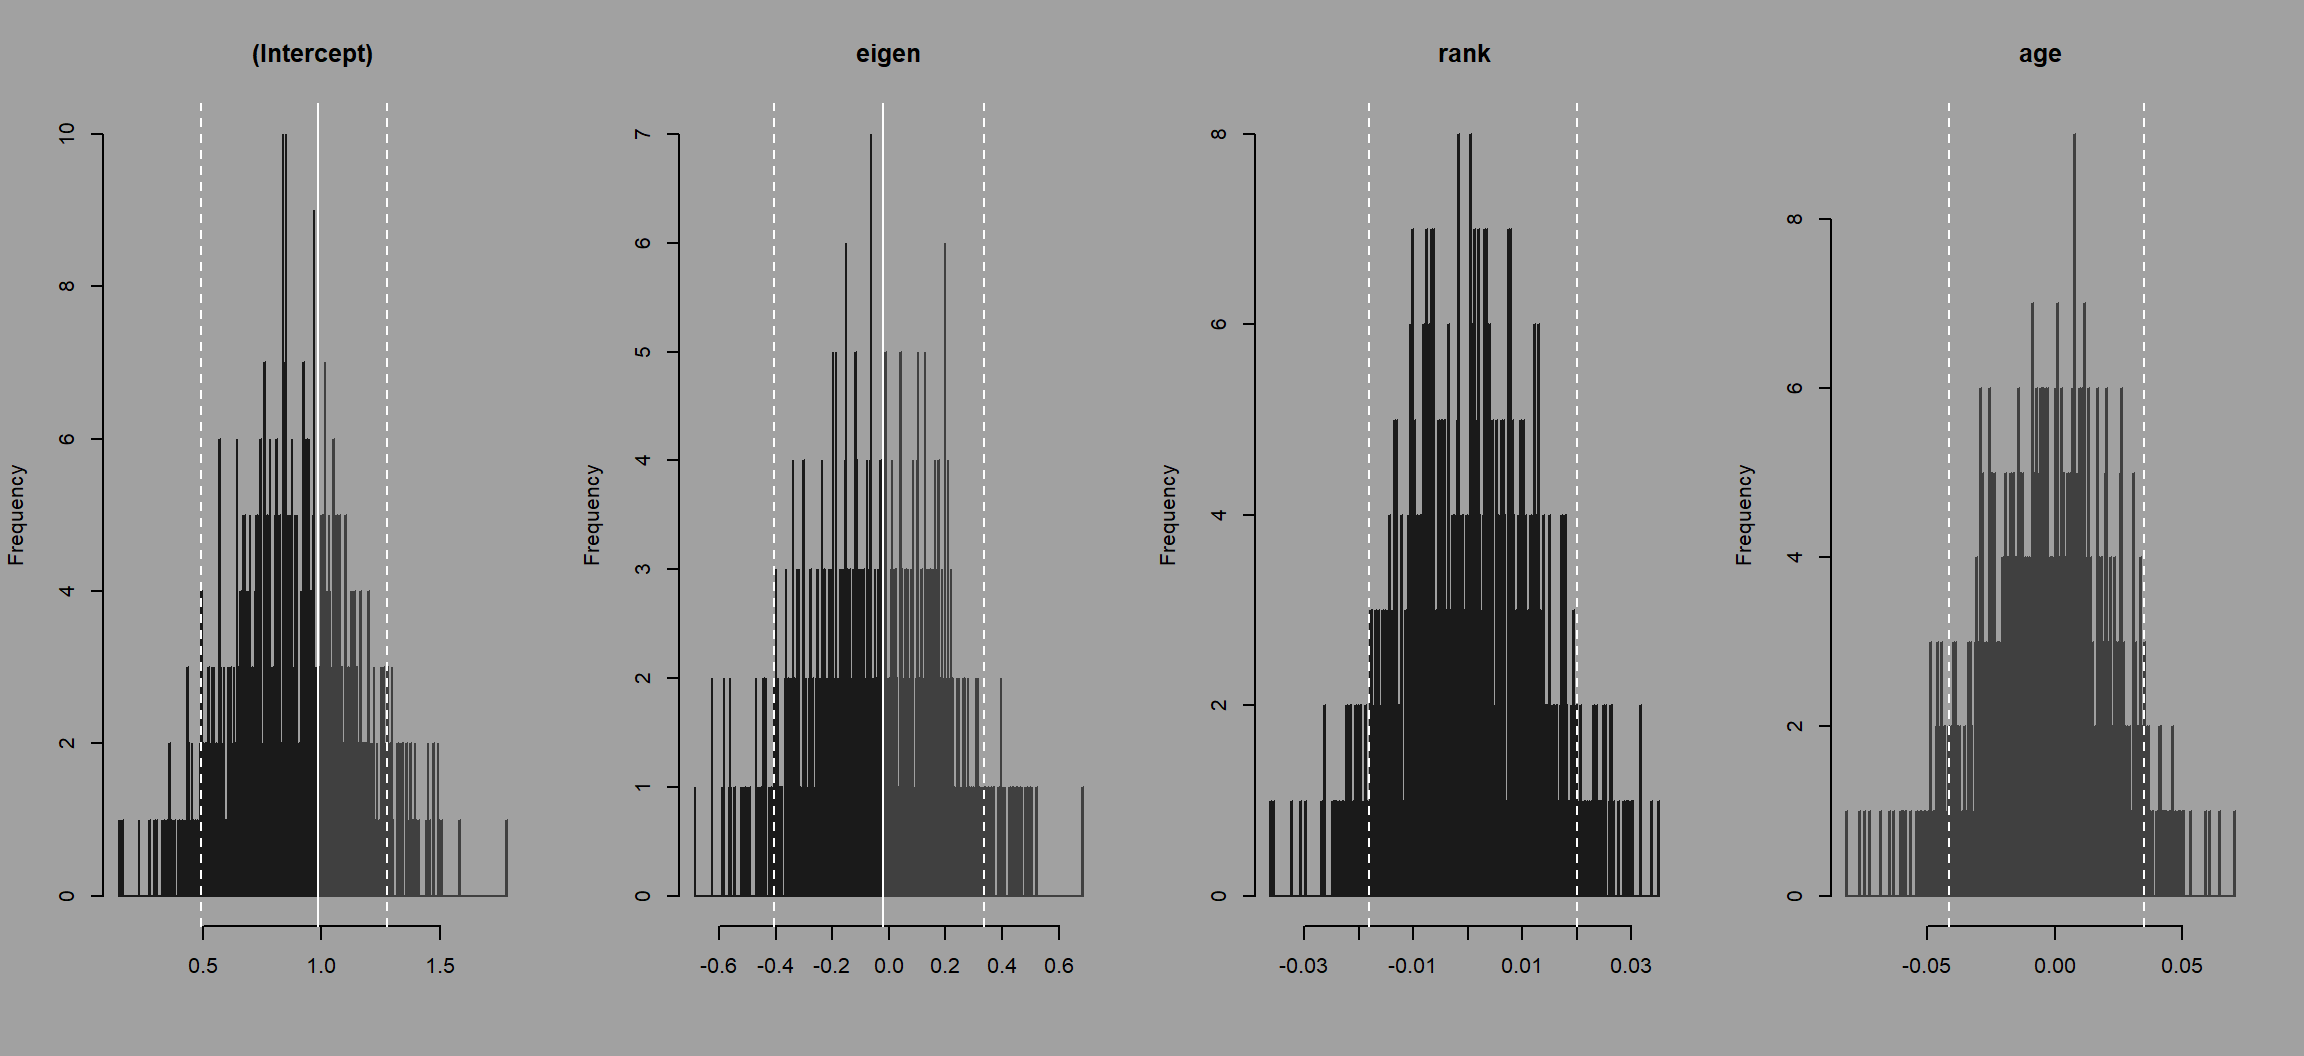 (Intercept)
Frequency
0 2 4 6 8 10
0.5 1.0 1.5
eigen
Frequency
0 1 2 3 4 5 6 7
-0.6 -0.4 -0.2 0.0 0.2 0.4 0.6
rank
Frequency
0 2 4 6 8
-0.03 -0.01 0.01 0.03
age
Frequency
0 2 4 6 8
-0.05 0.00 0.05